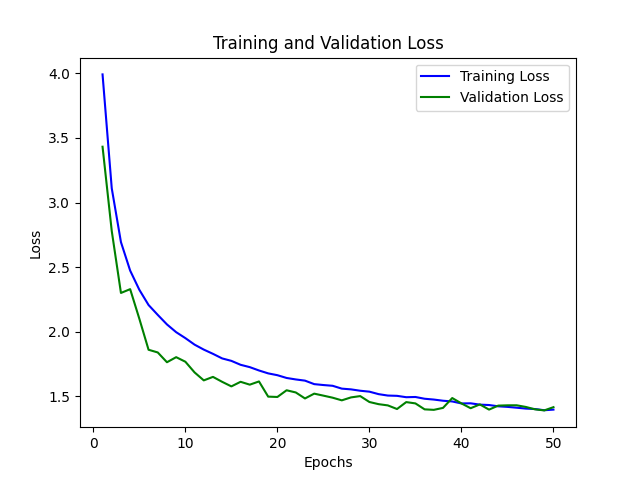 Training and Validation Loss
Training Loss
Validation Loss
Loss
4.0
3.5
3.0
2.5
2.0
1.5
0 10 20 30 40 50
Epochs